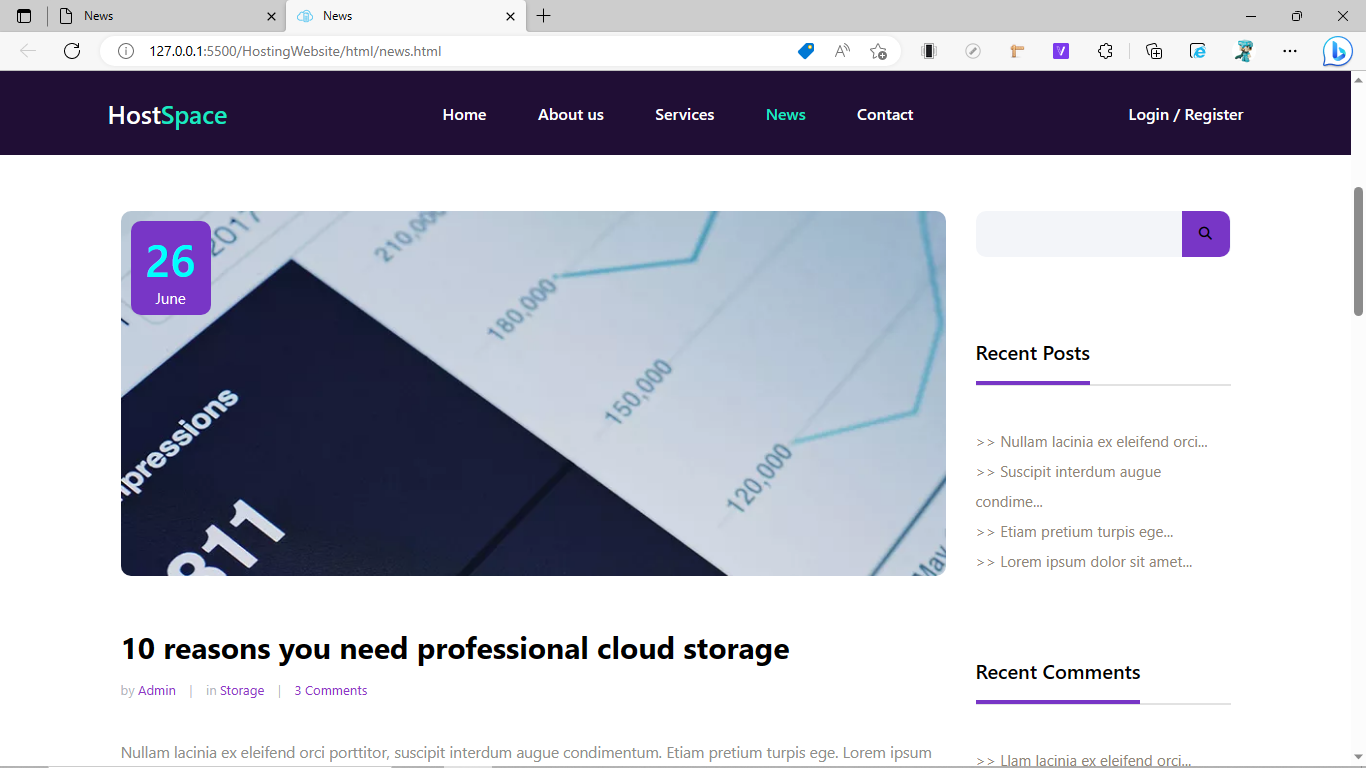 News
News
127.0.0.1:5500/HostingWebsite/html/news.html
HostSpace
Home
About us
Services
News
Contact
Login / Register
26
June
2017
210,000
180,000
150,000
120,000
May
811
Recent Posts
>> Nullam lacinia ex eleifend orci...
>> Suscipit interdum augue
condime...
>> Etiam pretium turpis ege...
>> Lorem ipsum dolor sit amet...
10 reasons you need professional cloud storage
by Admin | in Storage | 3 Comments
Recent Comments
Nullam lacinia ex eleifend orci porttitor, suscipit interdum augue condimentum. Etiam pretium turpis ege. Lorem ipsum
>> Llam lacinia ex eleifend orci...